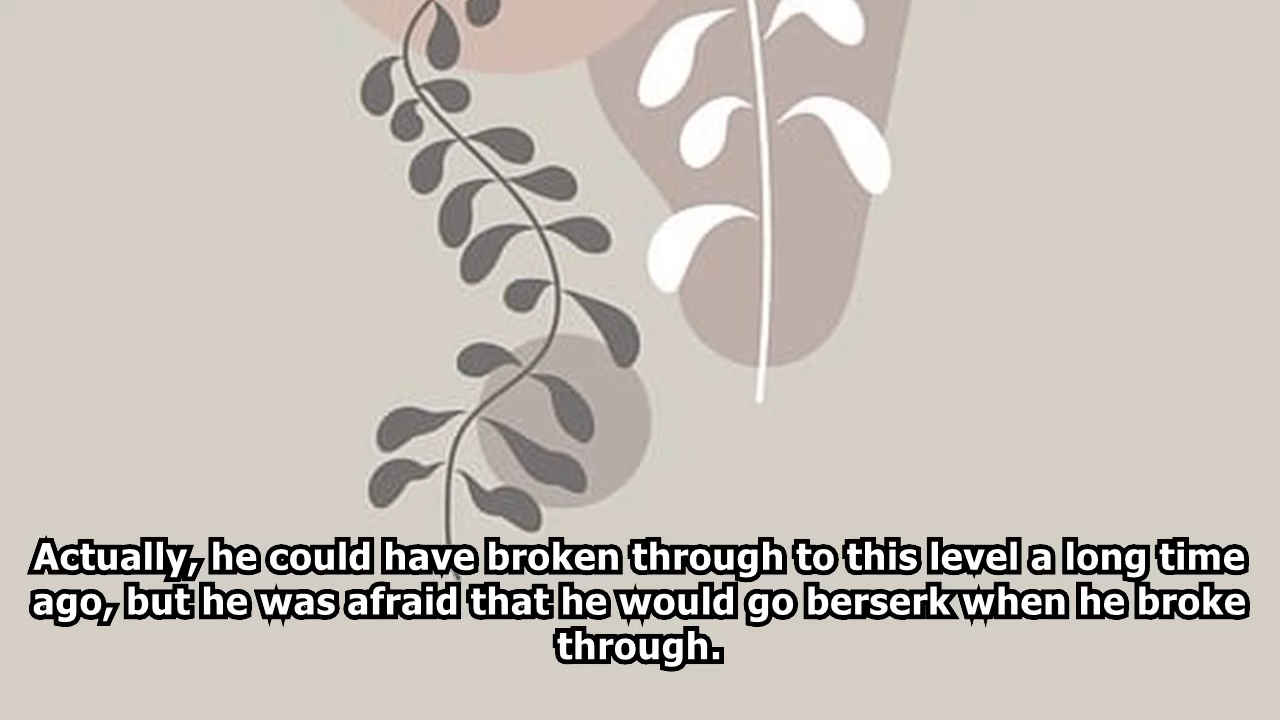 Actually, he could have broken through to this level a long time
ago, but he was afraid that he would go berserk when he broke
through.